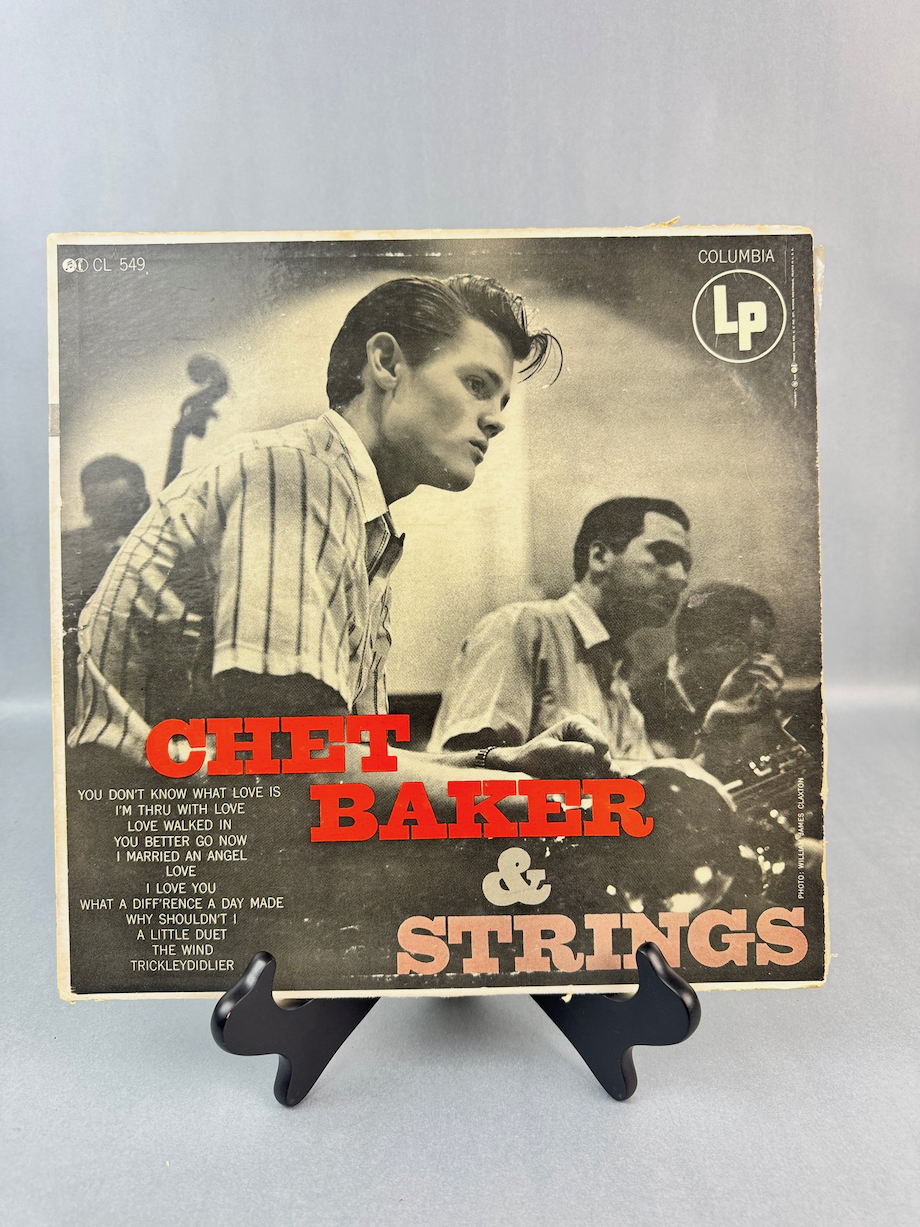 CL 549
COLUMBIA
LP
CHET
BAKER
&
STRINGS
YOU DON'T KNOW WHAT LOVE IS
I'M THRU WITH LOVE
LOVE WALKED IN
YOU BETTER GO NOW
I MARRIED AN ANGEL
LOVE
I LOVE YOU
WHAT A DIFF'RENCE A DAY MADE
WHY SHOULDN'T I
A LITTLE DUET
THE WIND
TRICKLEYDIDLIER
PHOTO: WILLIAM JAMES CLAXTON